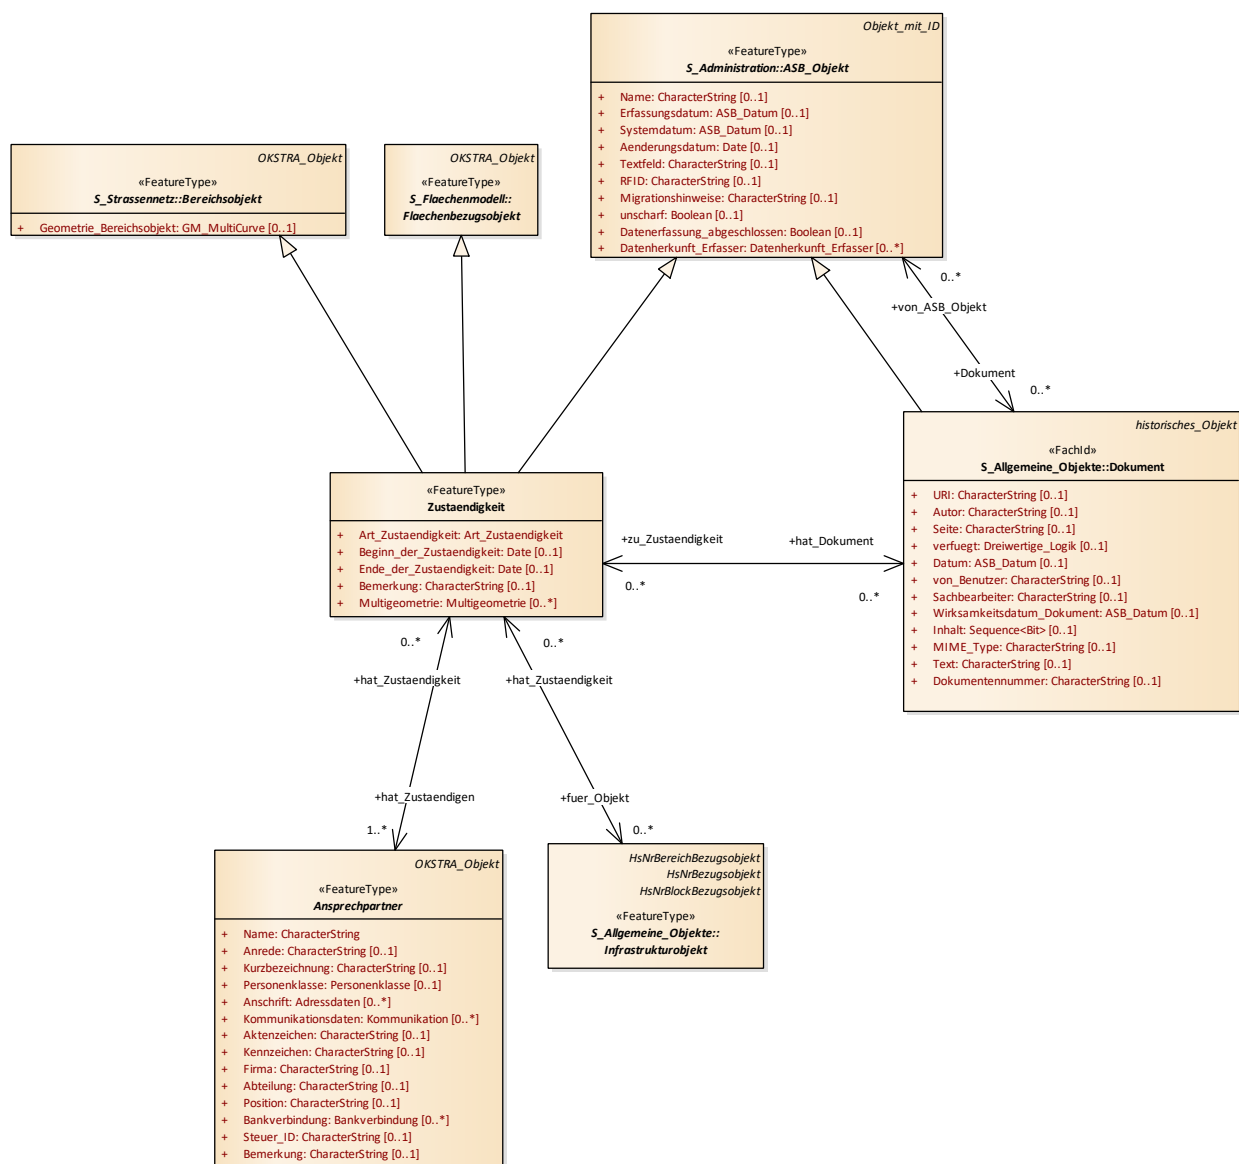 Objekt_mit_ID
«FeatureType»
S_Administration::ASB_Objekt
+ Name: CharacterString [0..1]
+ Erfassungsdatum: ASB_Datum [0..1]
+ Systemdatum: ASB_Datum [0..1]
+ Aenderungsdatum: Date [0..1]
+ Textfeld: CharacterString [0..1]
+ RFID: CharacterString [0..1]
+ Migrationshinweise: CharacterString [0..1]
+ unscharf: Boolean [0..1]
+ Datenerfassung_abgeschlossen: Boolean [0..1]
+ Datenherkunft_Erfasser: Datenherkunft_Erfasser [0..*]
OKSTRA_Objekt
«FeatureType»
S_Strassennetz::Bereichsobjekt
+ Geometrie_Bereichsobjekt: GM_MultiCurve [0..1]
OKSTRA_Objekt
«FeatureType»
S_Flaechenmodell::
Flaechenbezugsobjekt
0..*
+von_ASB_Objekt
+Dokument
0..*
historisches_Objekt
«FachId»
S_Allgemeine_Objekte::Dokument
+ URI: CharacterString [0..1]
+ Autor: CharacterString [0..1]
+ Seite: CharacterString [0..1]
+ verfuegt: Dreiwertige_Logik [0..1]
+ Datum: ASB_Datum [0..1]
+ von_Benutzer: CharacterString [0..1]
+ Sachbearbeiter: CharacterString [0..1]
+ Wirksamkeitsdatum_Dokument: ASB_Datum [0..1]
+ Inhalt: Sequence<Bit> [0..1]
+ MIME_Type: CharacterString [0..1]
+ Text: CharacterString [0..1]
+ Dokumentennummer: CharacterString [0..1]
«FeatureType»
Zustaendigkeit
+ Art_Zustaendigkeit: Art_Zustaendigkeit
+ Beginn_der_Zustaendigkeit: Date [0..1]
+ Ende_der_Zustaendigkeit: Date [0..1]
+ Bemerkung: CharacterString [0..1]
+ Multigeometrie: Multigeometrie [0..*]
+zu_Zustaendigkeit
+hat_Dokument
0..*
0..*
0..*
0..*
+hat_Zustaendigkeit
+hat_Zustaendigkeit
+hat_Zustaendigen
+fuer_Objekt
1..*
0..*
OKSTRA_Objekt
«FeatureType»
Ansprechpartner
+ Name: CharacterString
+ Anrede: CharacterString [0..1]
+ Kurzbezeichnung: CharacterString [0..1]
+ Personenklasse: Personenklasse [0..1]
+ Anschrift: Adressdaten [0..*]
+ Kommunikationsdaten: Kommunikation [0..*]
+ Aktenzeichen: CharacterString [0..1]
+ Kennzeichen: CharacterString [0..1]
+ Firma: CharacterString [0..1]
+ Abteilung: CharacterString [0..1]
+ Position: CharacterString [0..1]
+ Bankverbindung: Bankverbindung [0..*]
+ Steuer_ID: CharacterString [0..1]
+ Bemerkung: CharacterString [0..1]
HsNrBereichBezugsobjekt
HsNrBezugsobjekt
HsNrBlockBezugsobjekt
«FeatureType»
S_Allgemeine_Objekte::
Infrastrukturobjekt